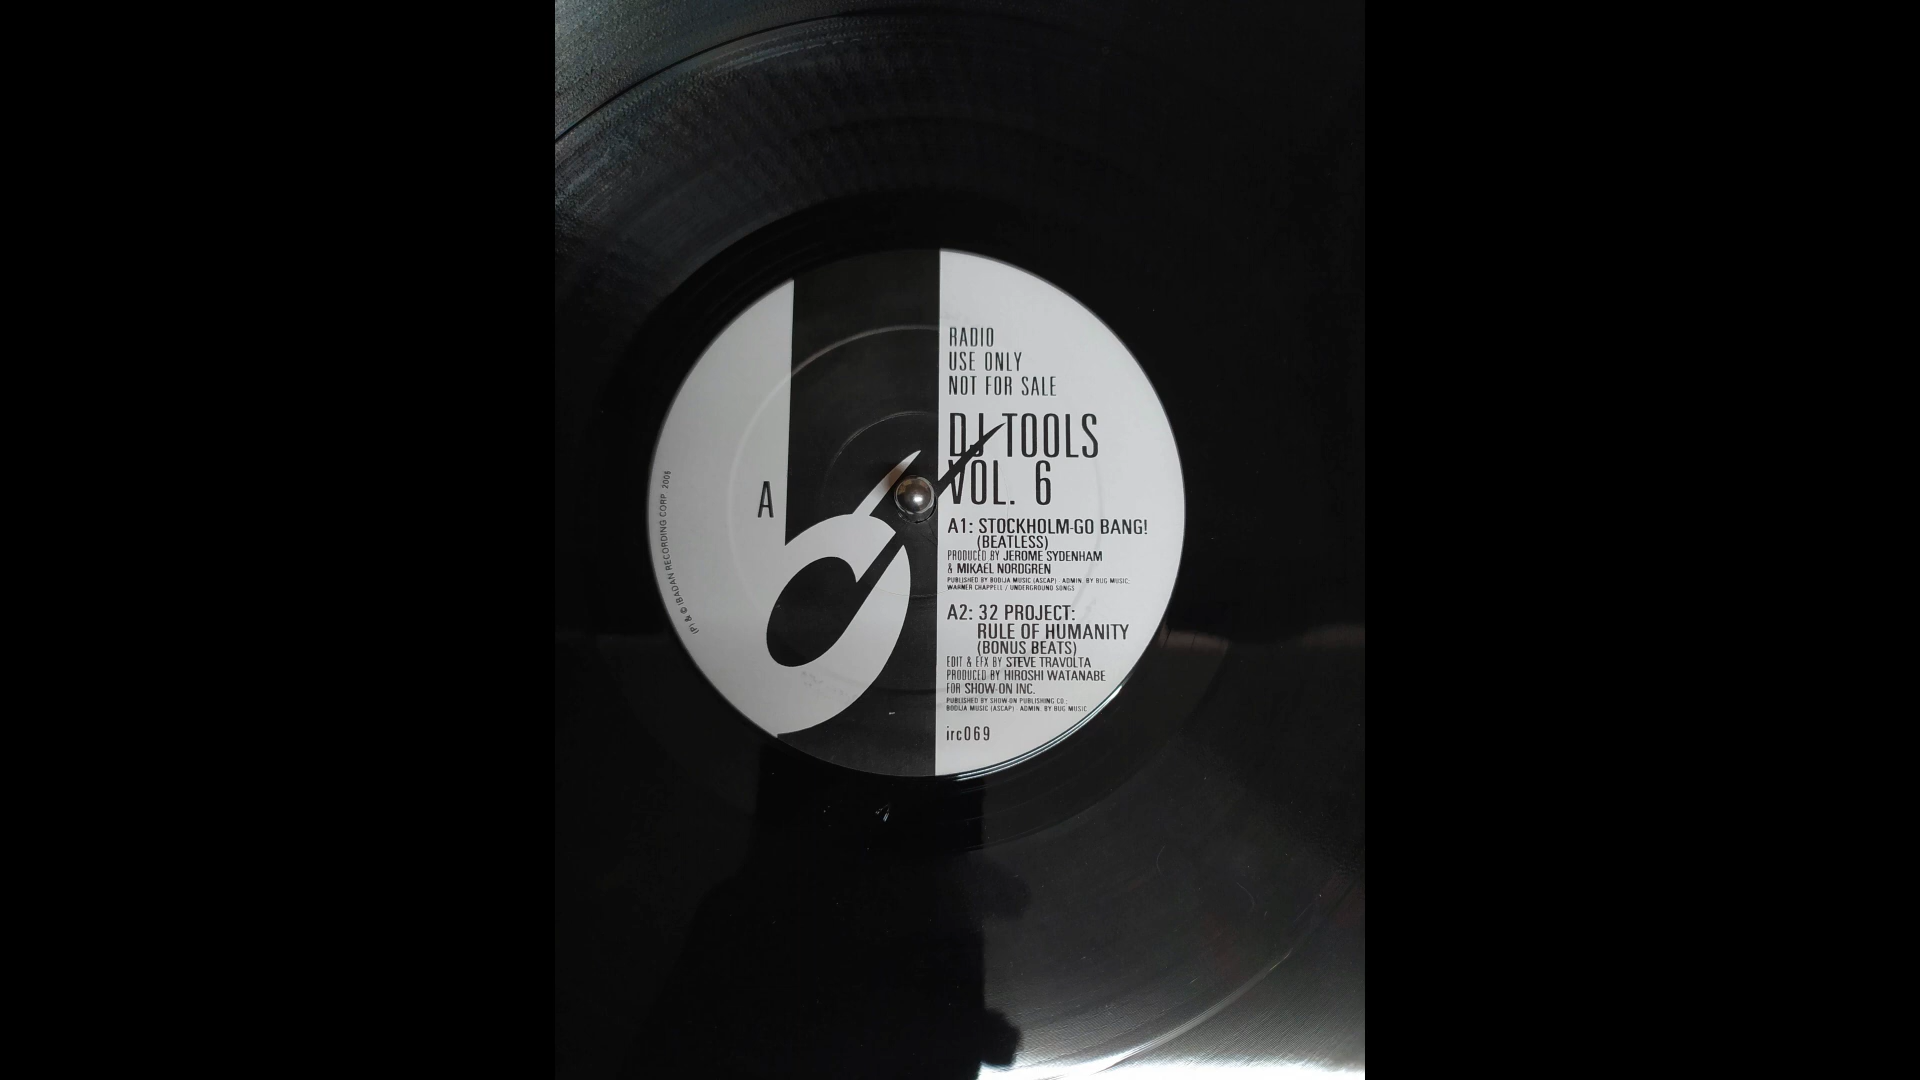 RADIO
USE ONLY
NOT FOR SALE
DJ TOOLS
VOL. 6
A
A1: STOCKHOLM-GO BANG!
(BEATLESS)
PRODUCED BY JEROME SYDENHAM
& MIKAEL NORDGREN
PUBLISHED BY BODIJA MUSIC (ASCAP) - ADMIN. BY BUG MUSIC;
WARNER CHAPPELL / UNDERGROUND SONGS
A2: 32 PROJECT:
RULE OF HUMANITY
(BONUS BEATS)
EDIT & EFX BY STEVE TRAVOLTA
PRODUCED BY HIROSHI WATANABE
FOR SHOW-ON INC.
PUBLISHED BY SHOW-ON PUBLISHING CO.;
BODIJA MUSIC (ASCAP) - ADMIN. BY BUG MUSIC
irc069
(P) & © IBADAN RECORDING CORP 2006